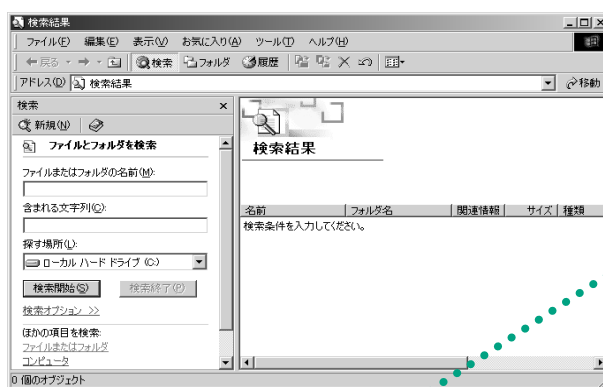 検索結果
ファイル(F) 編集(E) 表示(V) お気に入り(A) ツール(T) ヘルプ(H)
戻る 検索 フォルダ 履歴
アドレス(D) 検索結果 移動
検索
新規(N)
ファイルとフォルダを検索
ファイルまたはフォルダの名前(M):
含まれる文字列(C):
探す場所(L):
ローカル ハード ドライブ (C:)
検索開始(S) 検索終了(P)
検索オプション >>
ほかの項目を検索:
ファイルまたはフォルダ
コンピュータ
検索結果
名前 フォルダ名 関連情報 サイズ 種類
検索条件を入力してください。
0 個のオブジェクト